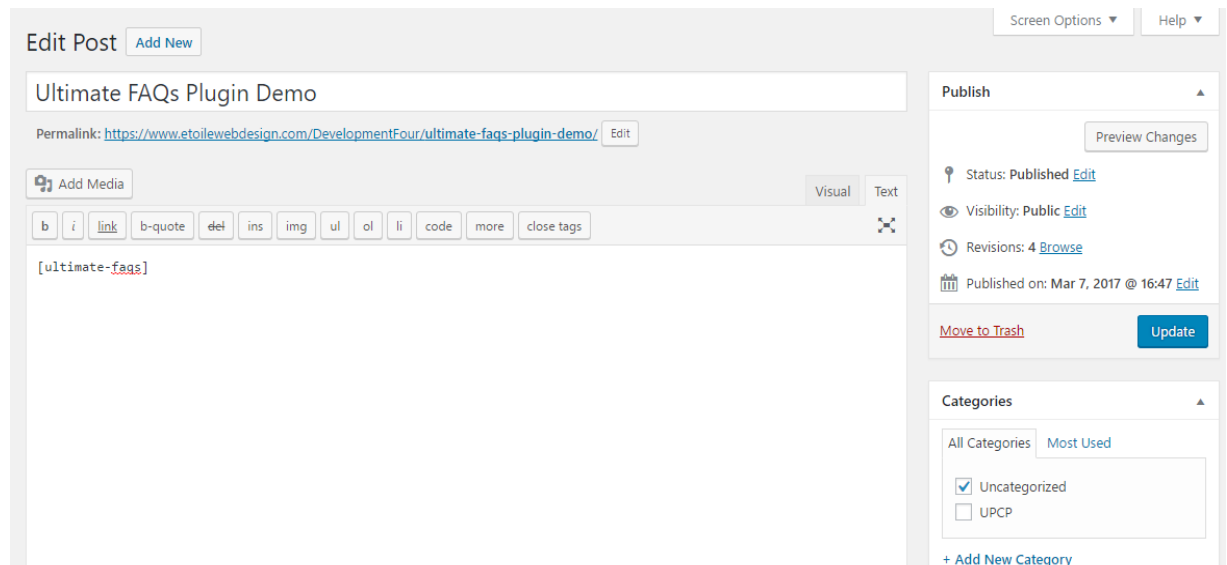 Screen Options ▼ Help ▼
Edit Post Add New
Ultimate FAQs Plugin Demo
Permalink: https://www.etoilewebdesign.com/DevelopmentFour/ultimate-faqs-plugin-demo/ Edit
Add Media
Visual Text
b i link b-quote del ins img ul ol li code more close tags
[ultimate-faqs]
Publish
Preview Changes
Status: Published Edit
Visibility: Public Edit
Revisions: 4 Browse
Published on: Mar 7, 2017 @ 16:47 Edit
Move to Trash Update
Categories
All Categories Most Used
Uncategorized
UPCP
+ Add New Category